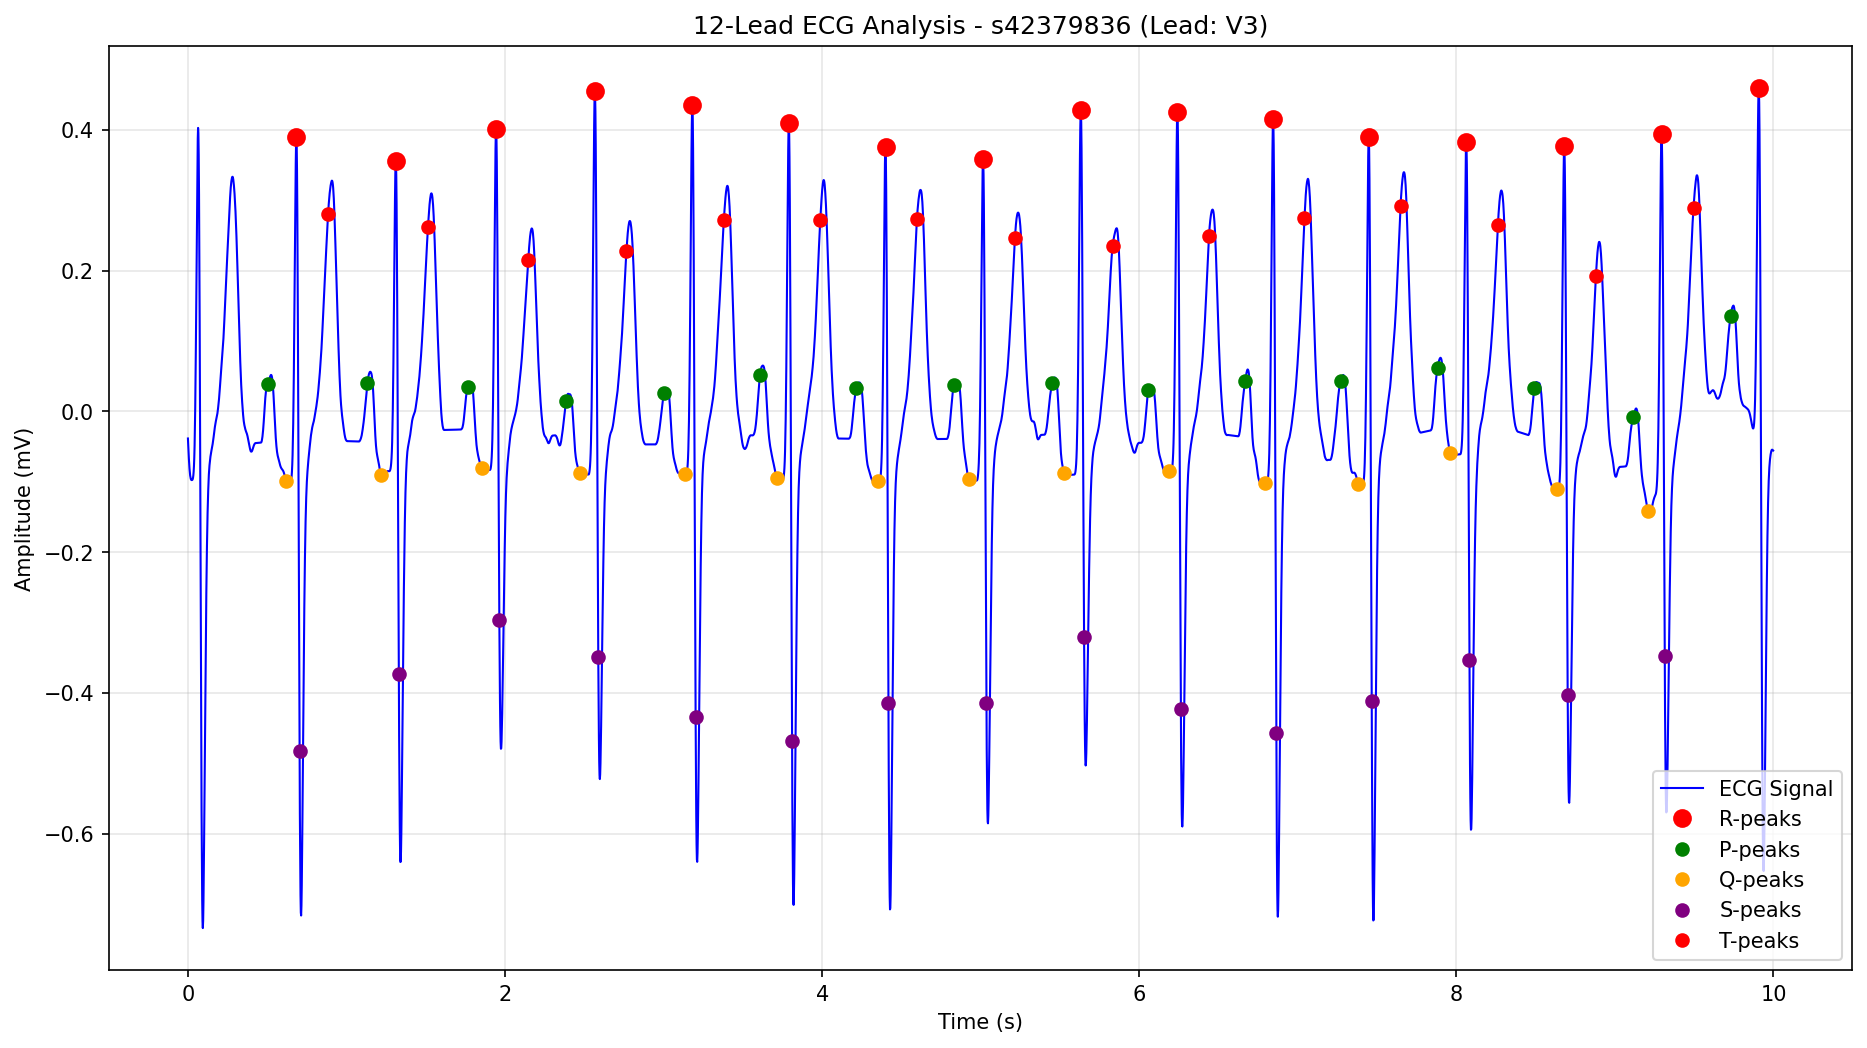 12-Lead ECG Analysis - s42379836 (Lead: V3)
Amplitude (mV)
0.4
0.2
0.0
−0.2
−0.4
−0.6
ECG Signal
R-peaks
P-peaks
Q-peaks
S-peaks
T-peaks
0 2 4 6 8 10
Time (s)